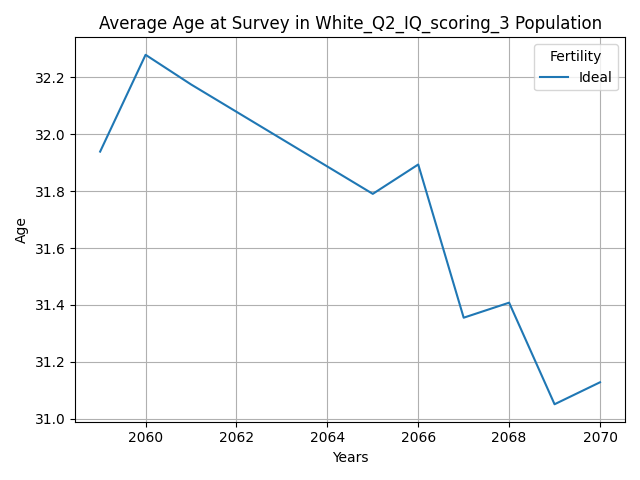 Average Age at Survey in White_Q2_IQ_scoring_3 Population
Fertility
Ideal
32.2
32.0
31.8
31.6
31.4
31.2
31.0
Age
2060 2062 2064 2066 2068 2070
Years